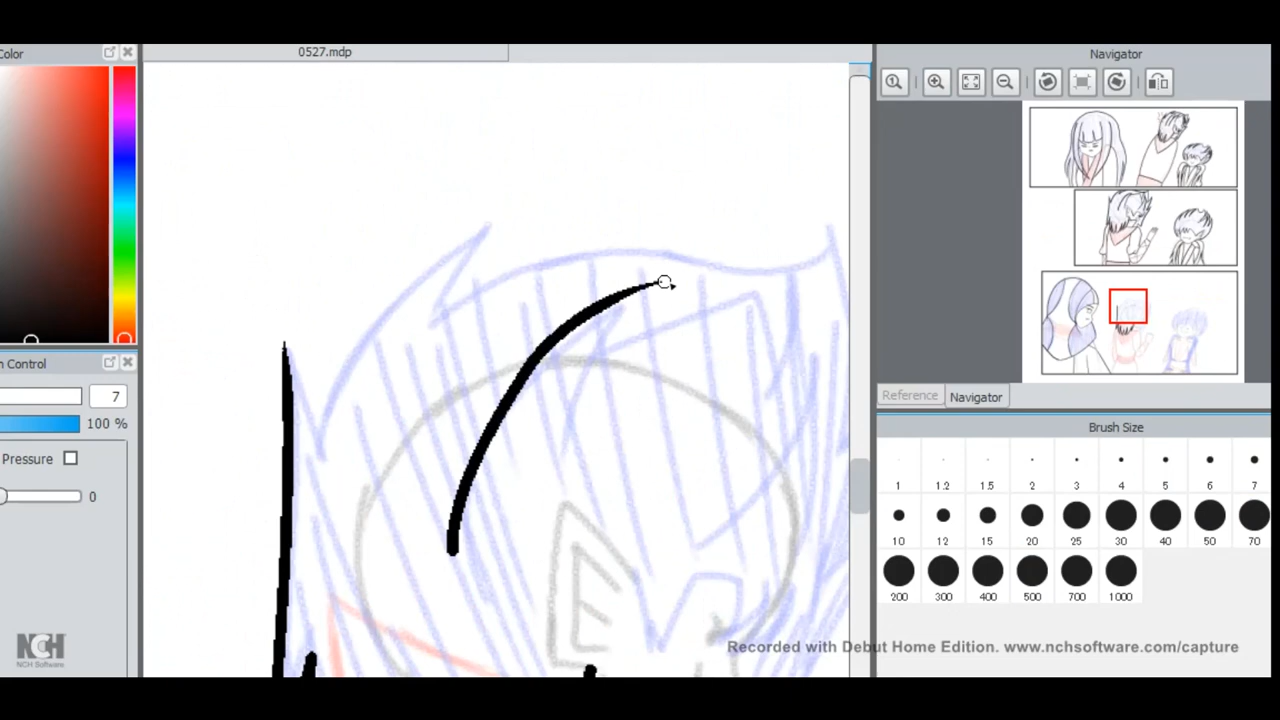 Color
0527.mdp
Navigator
1
Reference
Navigator
n Control
7
100 %
Pressure
0
Brush Size
1 1.2 1.5 2 3 4 5 6 7
10 12 15 20 25 30 40 50 70
200 300 400 500 700 1000
NCH
NCH Software
Recorded with Debut Home Edition. www.nchsoftware.com/capture